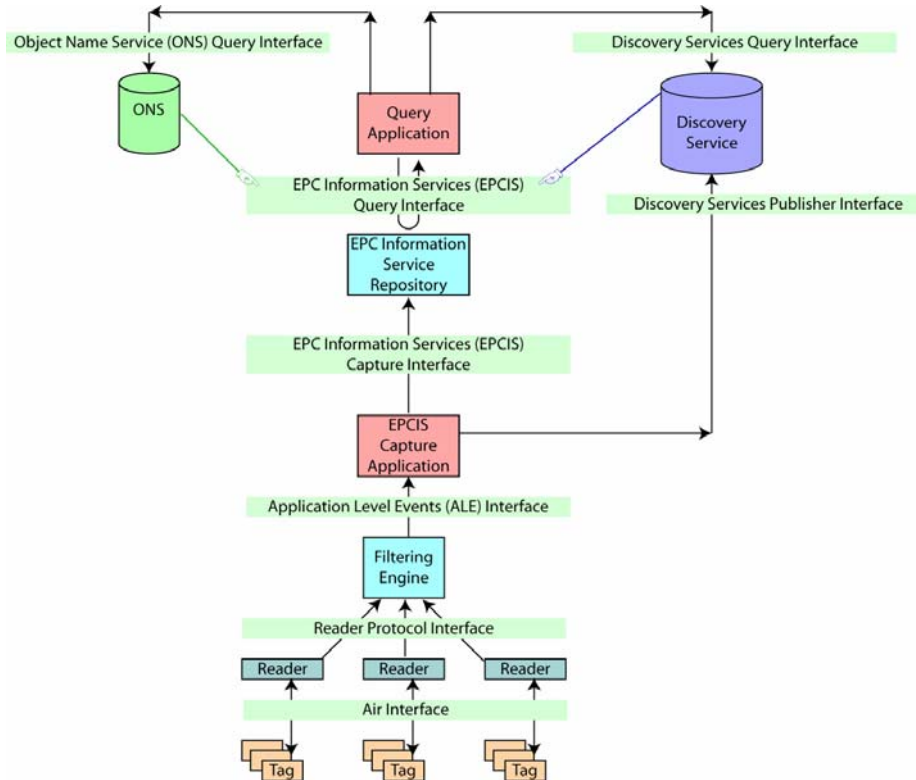 Object Name Service (ONS) Query Interface
Discovery Services Query Interface
ONS
Query
Application
Discovery
Service
EPC Information Services (EPCIS)
Query Interface
Discovery Services Publisher Interface
EPC Information
Service
Repository
EPC Information Services (EPCIS)
Capture Interface
EPCIS
Capture
Application
Application Level Events (ALE) Interface
Filtering
Engine
Reader Protocol Interface
Reader
Reader
Reader
Air Interface
Tag
Tag
Tag